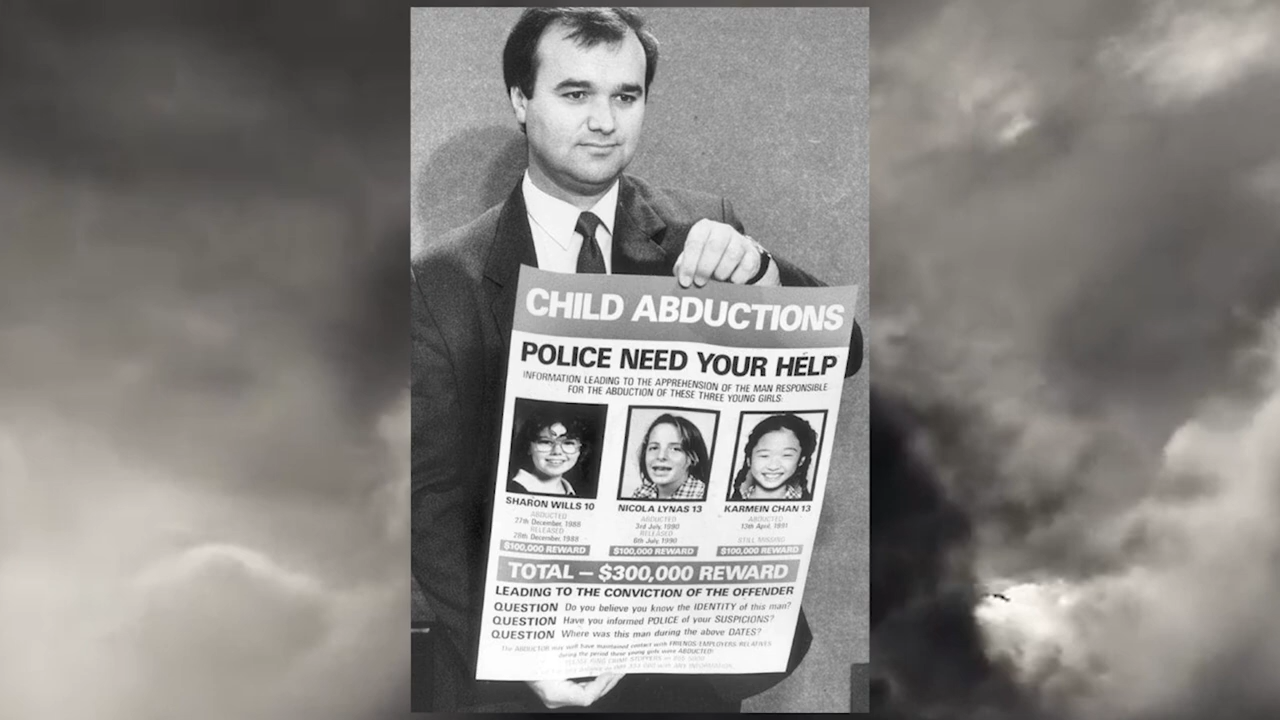 CHILD ABDUCTIONS
POLICE NEED YOUR HELP
INFORMATION LEADING TO THE APPREHENSION OF THE MAN RESPONSIBLE
FOR THE ABDUCTION OF THESE THREE YOUNG GIRLS:
SHARON WILLS 10
ABDUCTED
27th December, 1988
RELEASED
28th December, 1988
$100,000 REWARD
NICOLA LYNAS 13
ABDUCTED
3rd July, 1990
RELEASED
6th July, 1990
$100,000 REWARD
KARMEIN CHAN 13
ABDUCTED
13th April, 1991
STILL MISSING
$100,000 REWARD
TOTAL – $300,000 REWARD
LEADING TO THE CONVICTION OF THE OFFENDER
QUESTION Do you believe you know the IDENTITY of this man?
QUESTION Have you informed POLICE of your SUSPICIONS?
QUESTION Where was this man during the above DATES?
The ABDUCTOR may well have maintained contact with FRIENDS EMPLOYERS RELATIVES
during the period these young girls were ABDUCTED!